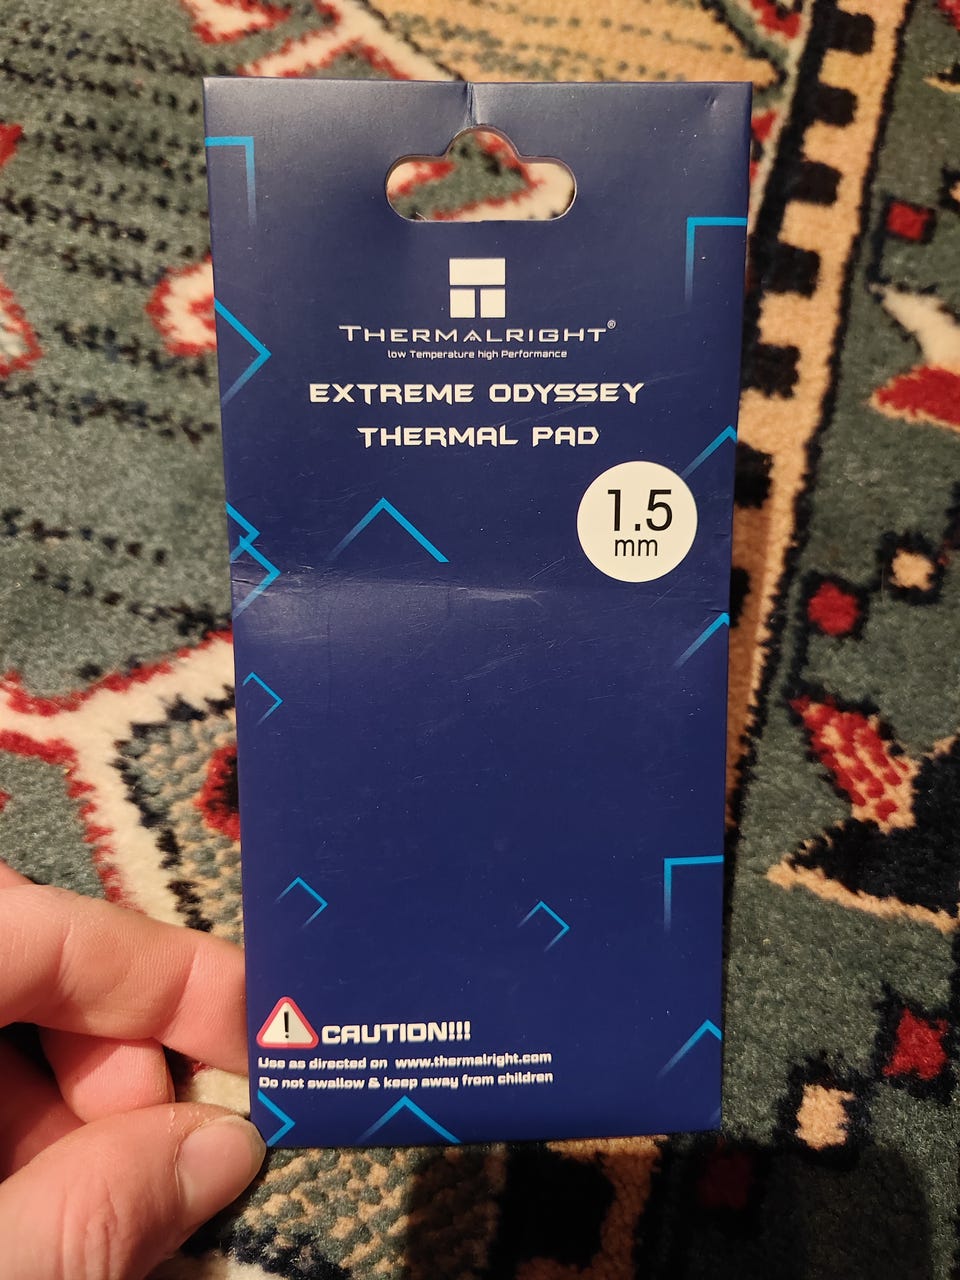 THERMALRIGHT®
low Temperature high Performance
EXTREME ODYSSEY
THERMAL PAD
1.5
mm
! CAUTION!!!
Use as directed on www.thermalright.com
Do not swallow & keep away from children